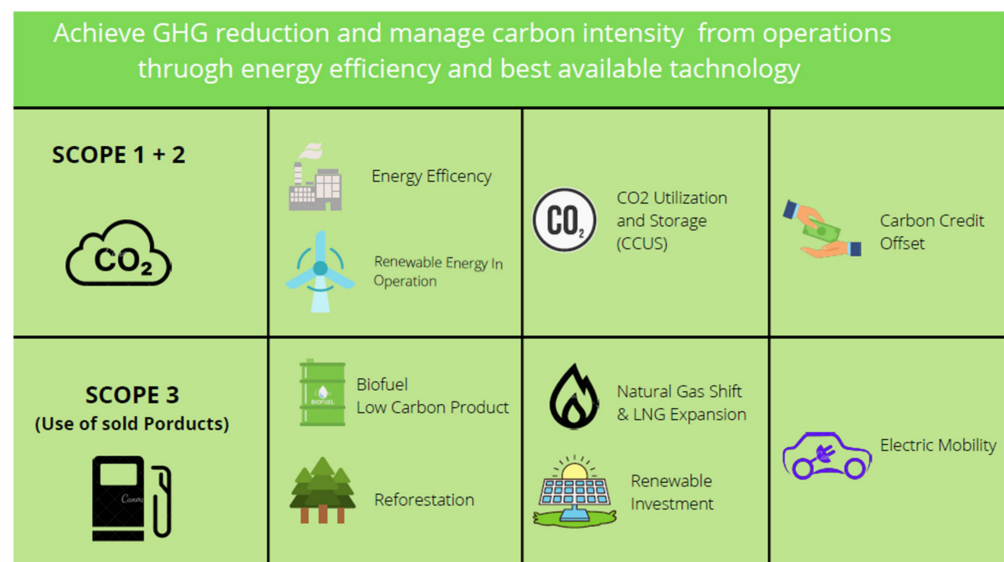 Achieve GHG reduction and manage carbon intensity from operations
thruogh energy efficiency and best available tachnology
SCOPE 1 + 2
CO2
Energy Efficency
Renewable Energy In
Operation
CO2
CO2 Utilization
and Storage
(CCUS)
Carbon Credit
Offset
SCOPE 3
(Use of sold Porducts)
Canva
BIOFUEL
Biofuel
Low Carbon Product
Reforestation
Natural Gas Shift
& LNG Expansion
Renewable
Investment
Electric Mobility